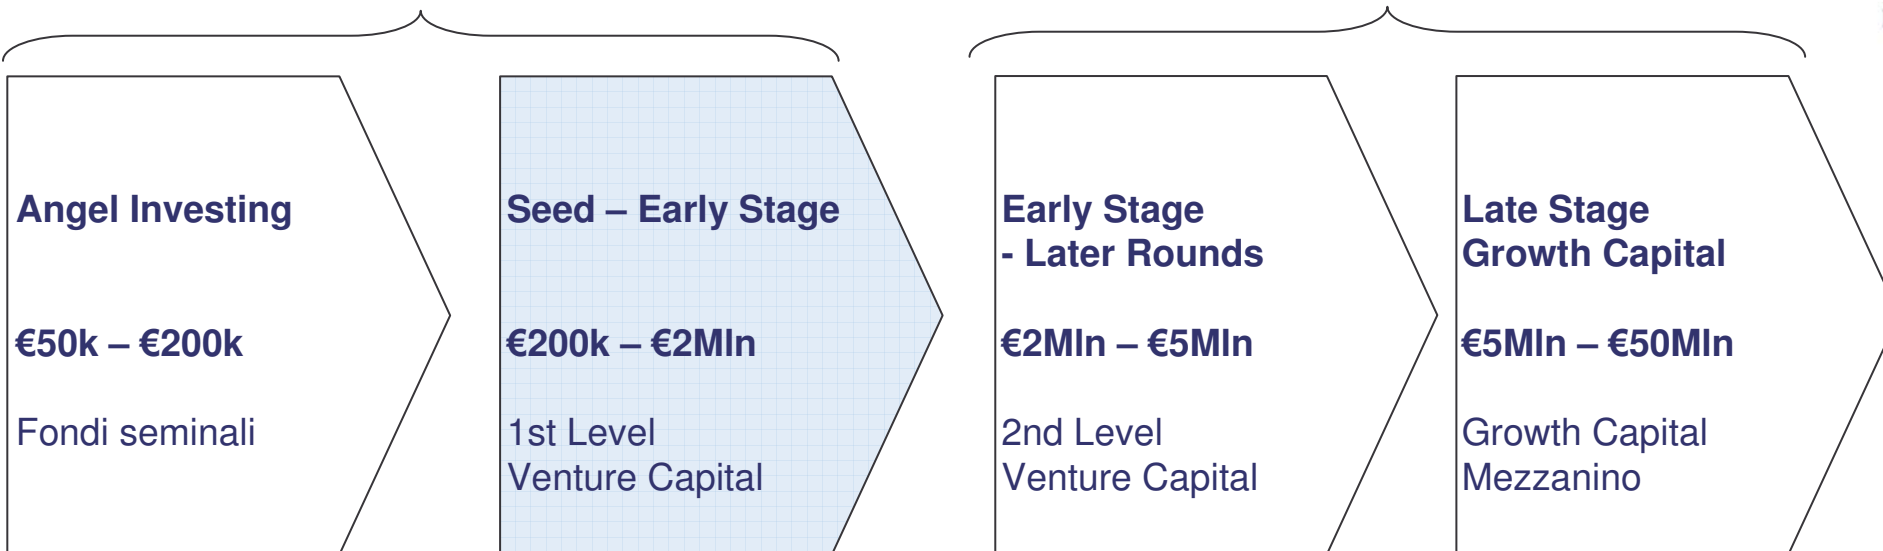 Angel Investing
€50k – €200k
Fondi seminali
Seed – Early Stage
€200k – €2Mln
1st Level
Venture Capital
Early Stage
- Later Rounds
€2Mln – €5Mln
2nd Level
Venture Capital
Late Stage
Growth Capital
€5Mln – €50Mln
Growth Capital
Mezzanino